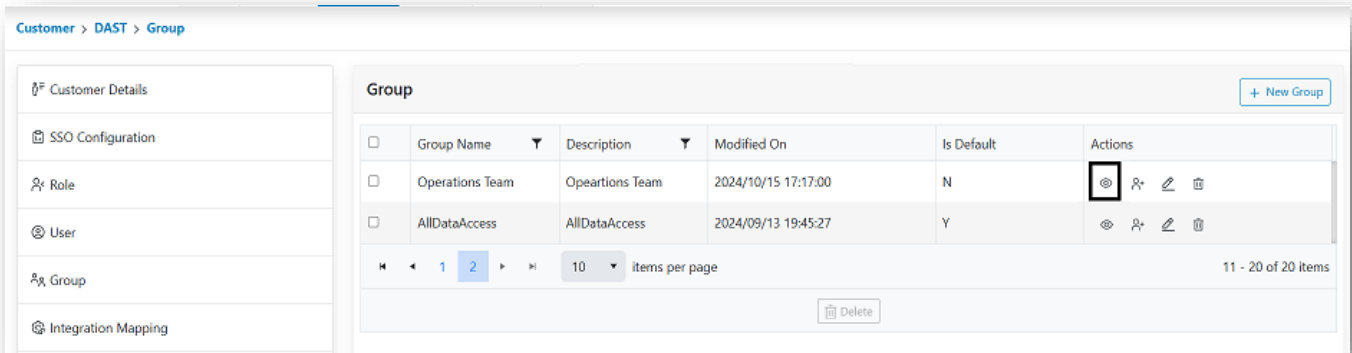 Customer > DAST > Group
Customer Details
SSO Configuration
Role
User
Group
Integration Mapping
Group
+ New Group
Group Name Description Modified On Is Default Actions
Operations Team Opeartions Team 2024/10/15 17:17:00 N
AllDataAccess AllDataAccess 2024/09/13 19:45:27 Y
1 2 10 items per page 11 - 20 of 20 items
Delete